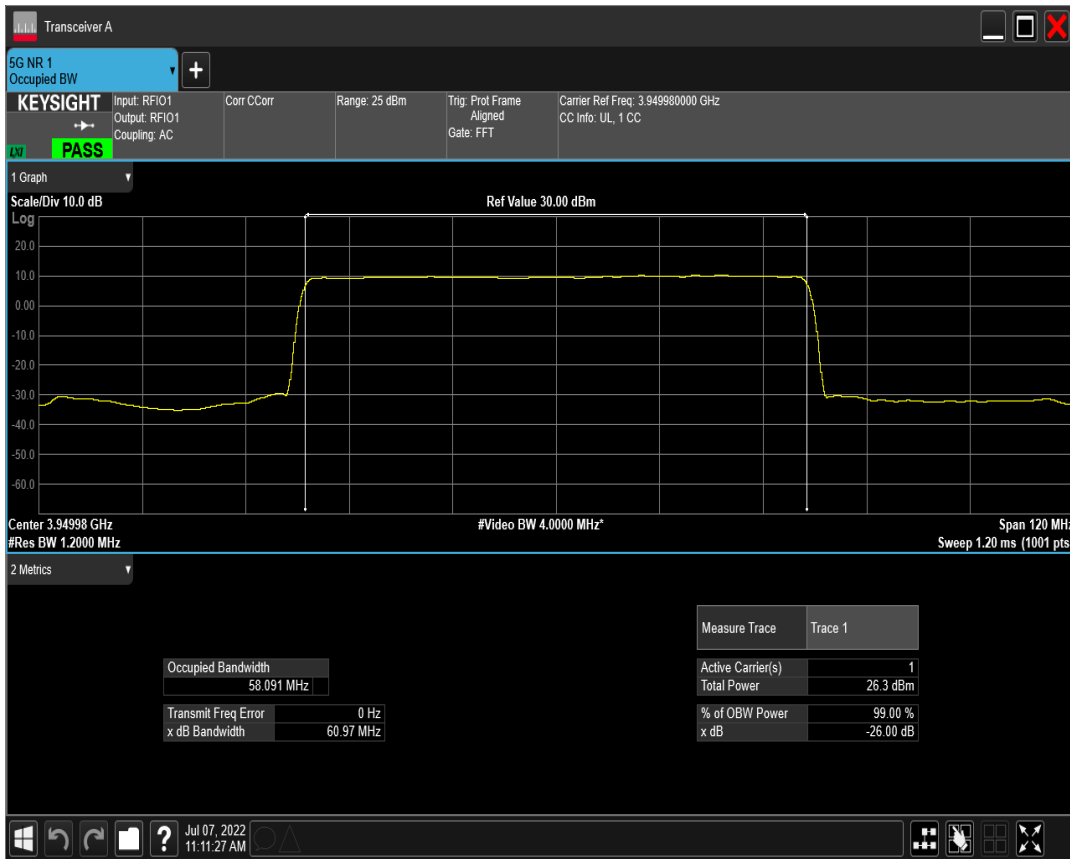 Transceiver A
5G NR 1
Occupied BW
+
KEYSIGHT
LXI
PASS
Input: RFIO1
Output: RFIO1
Coupling: AC
Corr CCorr
Range: 25 dBm
Trig: Prot Frame
Aligned
Gate: FFT
Carrier Ref Freq: 3.949980000 GHz
CC Info: UL, 1 CC
1 Graph
Scale/Div 10.0 dB
Ref Value 30.00 dBm
Log
20.0
10.0
0.00
-10.0
-20.0
-30.0
-40.0
-50.0
-60.0
Center 3.94998 GHz
#Video BW 4.0000 MHz*
Span 120 MHz
#Res BW 1.2000 MHz
Sweep 1.20 ms (1001 pts
2 Metrics
Measure Trace Trace 1
Occupied Bandwidth
58.091 MHz
Active Carrier(s) 1
Total Power 26.3 dBm
Transmit Freq Error 0 Hz
x dB Bandwidth 60.97 MHz
% of OBW Power 99.00 %
x dB -26.00 dB
?
Jul 07, 2022
11:11:27 AM